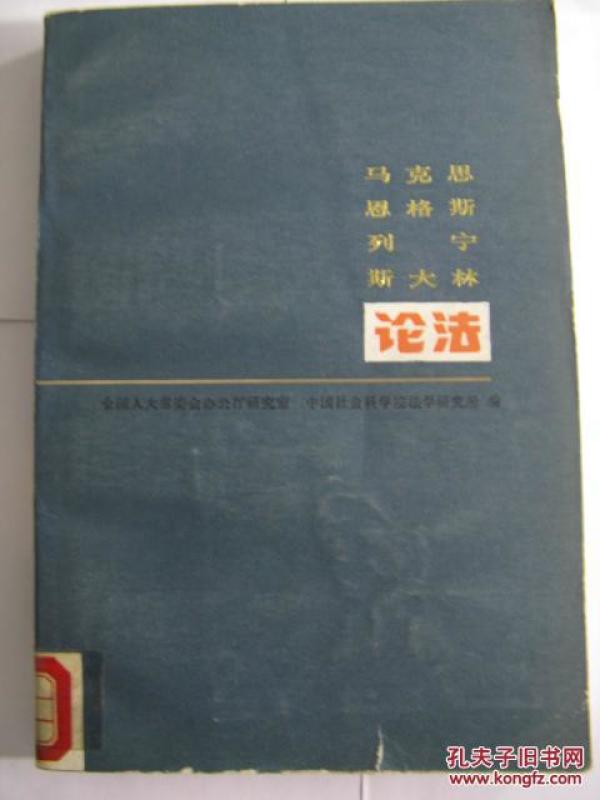 马克思
恩格斯
列宁
斯大林
论法
全国人大常委会办公厅研究室 中国社会科学院法学研究所 编
孔夫子旧书网
www.kongfz.com